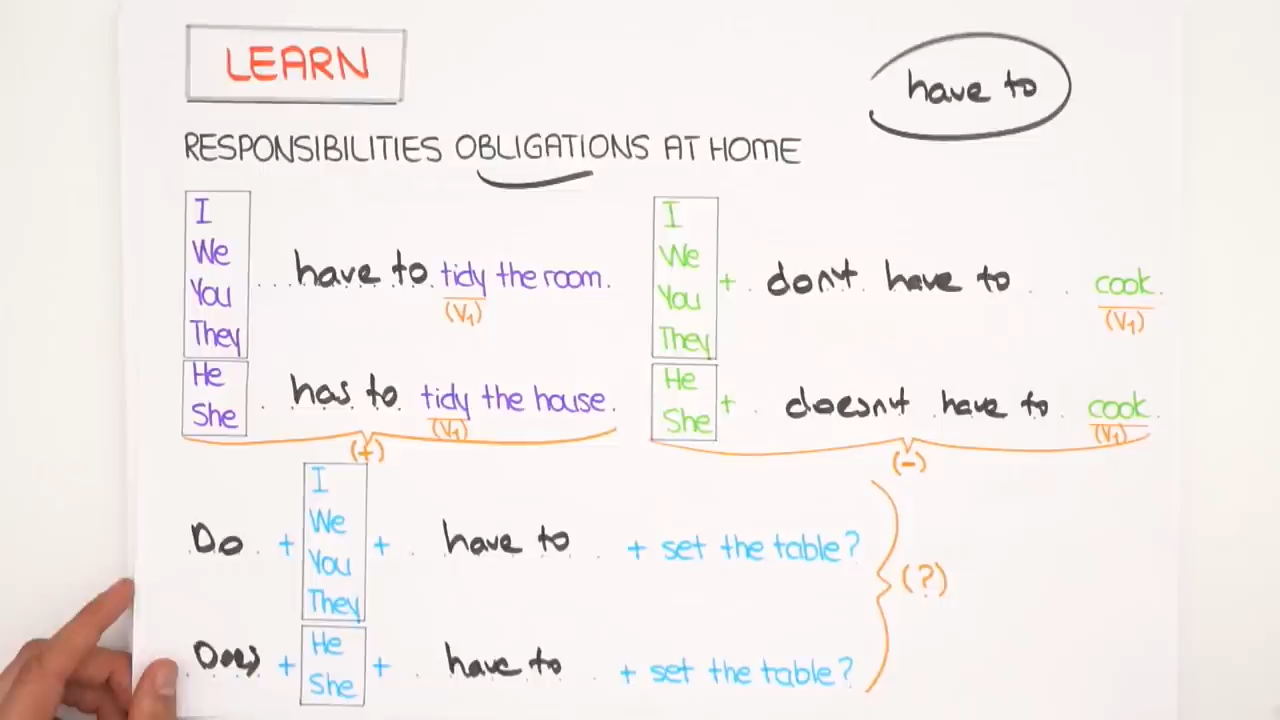 LEARN
have to
RESPONSIBILITIES OBLIGATIONS AT HOME
I
We
You
They
... have to tidy the room.
(V1)
He
She
. has to tidy the house.
(V1)
(+)
I
We
You
They
+ don't have to . . cook.
(V1)
He
She
+ . doesn't have to cook.
(V1)
(-)
Do + 
I
We
You
They
+ . have to . + set the table?
Does +
He
She
+ . have to . + set the table?
(?)